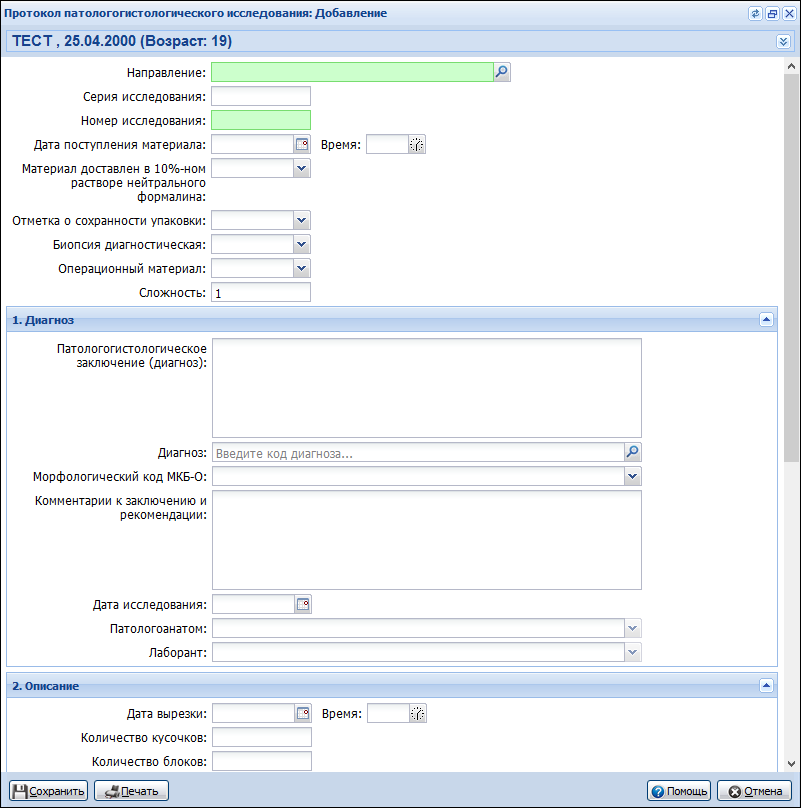 Протокол патологогистологического исследования: Добавление
ТЕСТ , 25.04.2000 (Возраст: 19)
Направление:
Серия исследования:
Номер исследования:
Дата поступления материала: Время:
Материал доставлен в 10%-ном
растворе нейтрального
формалина:
Отметка о сохранности упаковки:
Биопсия диагностическая:
Операционный материал:
Сложность: 1
1. Диагноз
Патологогистологическое
заключение (диагноз):
Диагноз: Введите код диагноза...
Морфологический код МКБ-О:
Комментарии к заключению и
рекомендации:
Дата исследования:
Патологоанатом:
Лаборант:
2. Описание
Дата вырезки: Время:
Количество кусочков:
Количество блоков:
Сохранить Печать Помощь Отмена